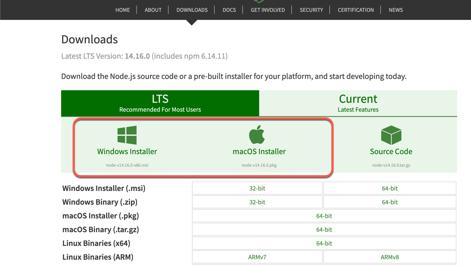 HOME ABOUT DOWNLOADS DOCS GET INVOLVED SECURITY CERTIFICATION NEWS
Downloads
Latest LTS Version: 14.16.0 (includes npm 6.14.11)
Download the Node.js source code or a pre-built installer for your platform, and start developing today.
LTS Current
Recommended For Most Users Latest Features
Windows Installer macOS Installer Source Code
node-v14.16.0-x86.msi node-v14.16.0.pkg node-v14.16.0.tar.gz
Windows Installer (.msi) 32-bit 64-bit
Windows Binary (.zip) 32-bit 64-bit
macOS Installer (.pkg) 64-bit
macOS Binary (.tar.gz) 64-bit
Linux Binaries (x64) 64-bit
Linux Binaries (ARM) ARMv7 ARMv8